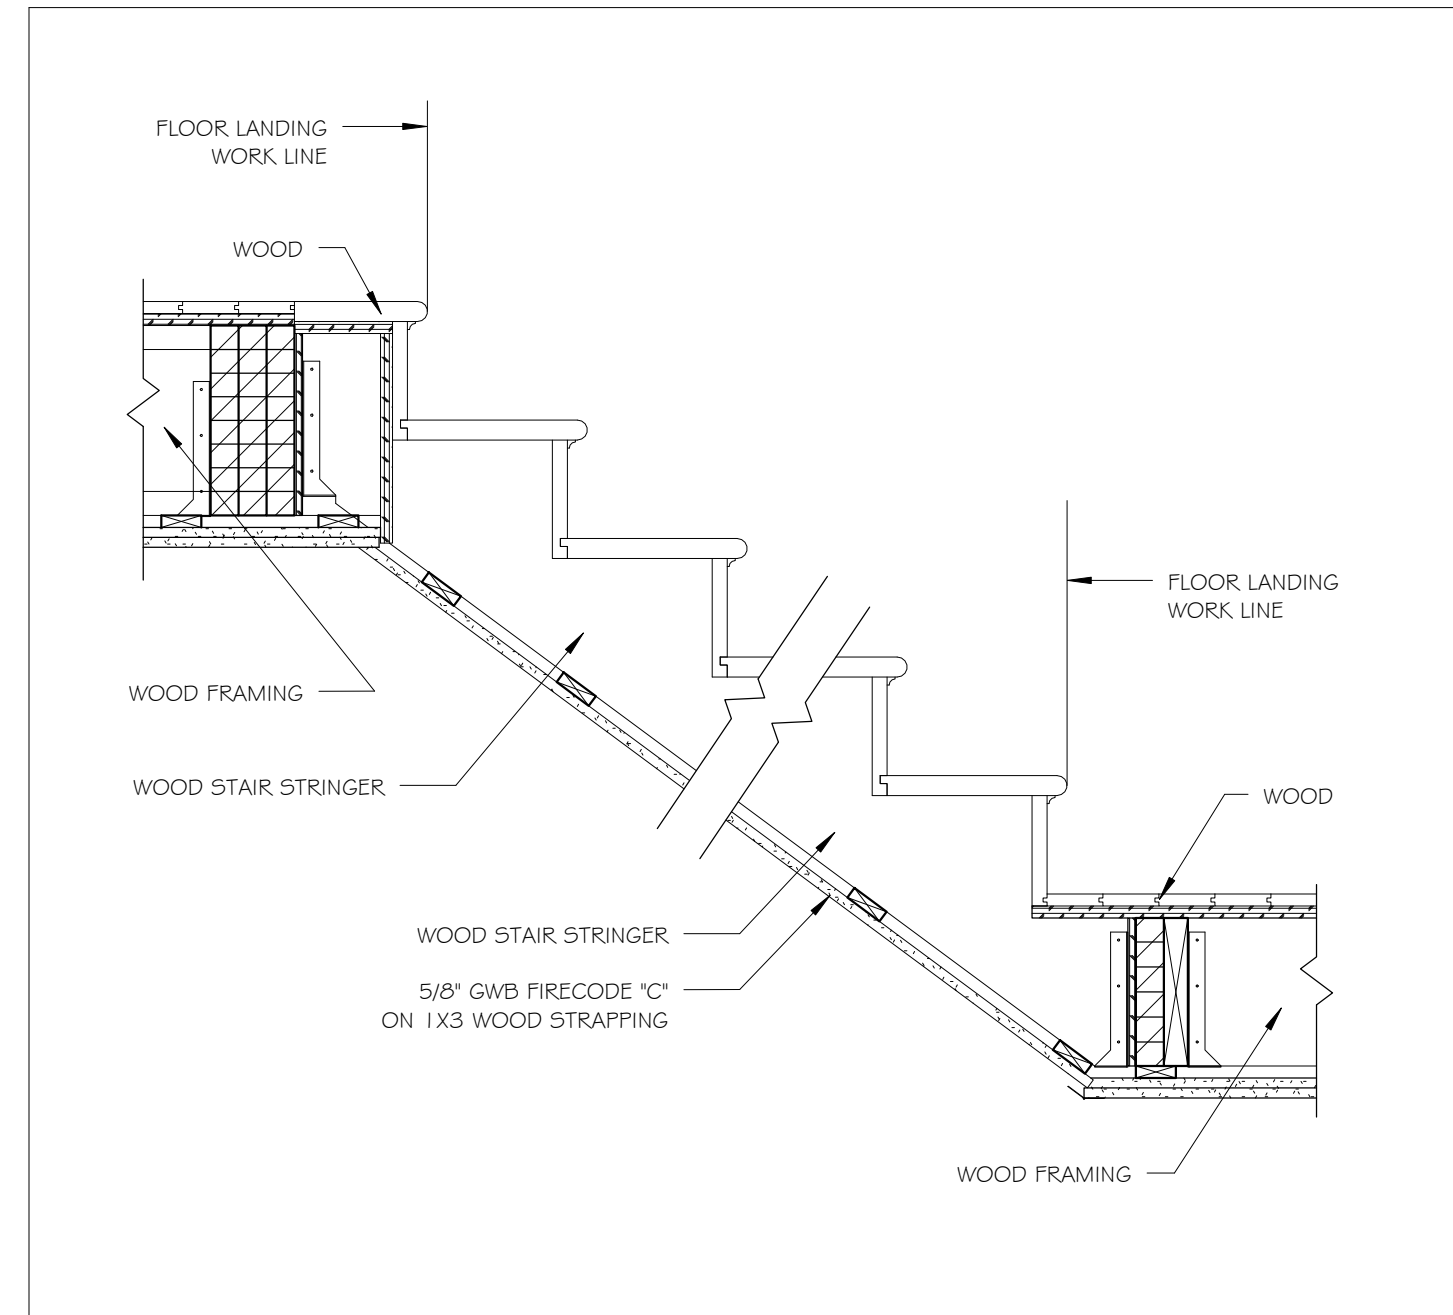 FLOOR LANDING
WORK LINE
WOOD
WOOD FRAMING
WOOD STAIR STRINGER
FLOOR LANDING
WORK LINE
WOOD
WOOD STAIR STRINGER
5/8" GWB FIRECODE "C"
ON 1X3 WOOD STRAPPING
WOOD FRAMING